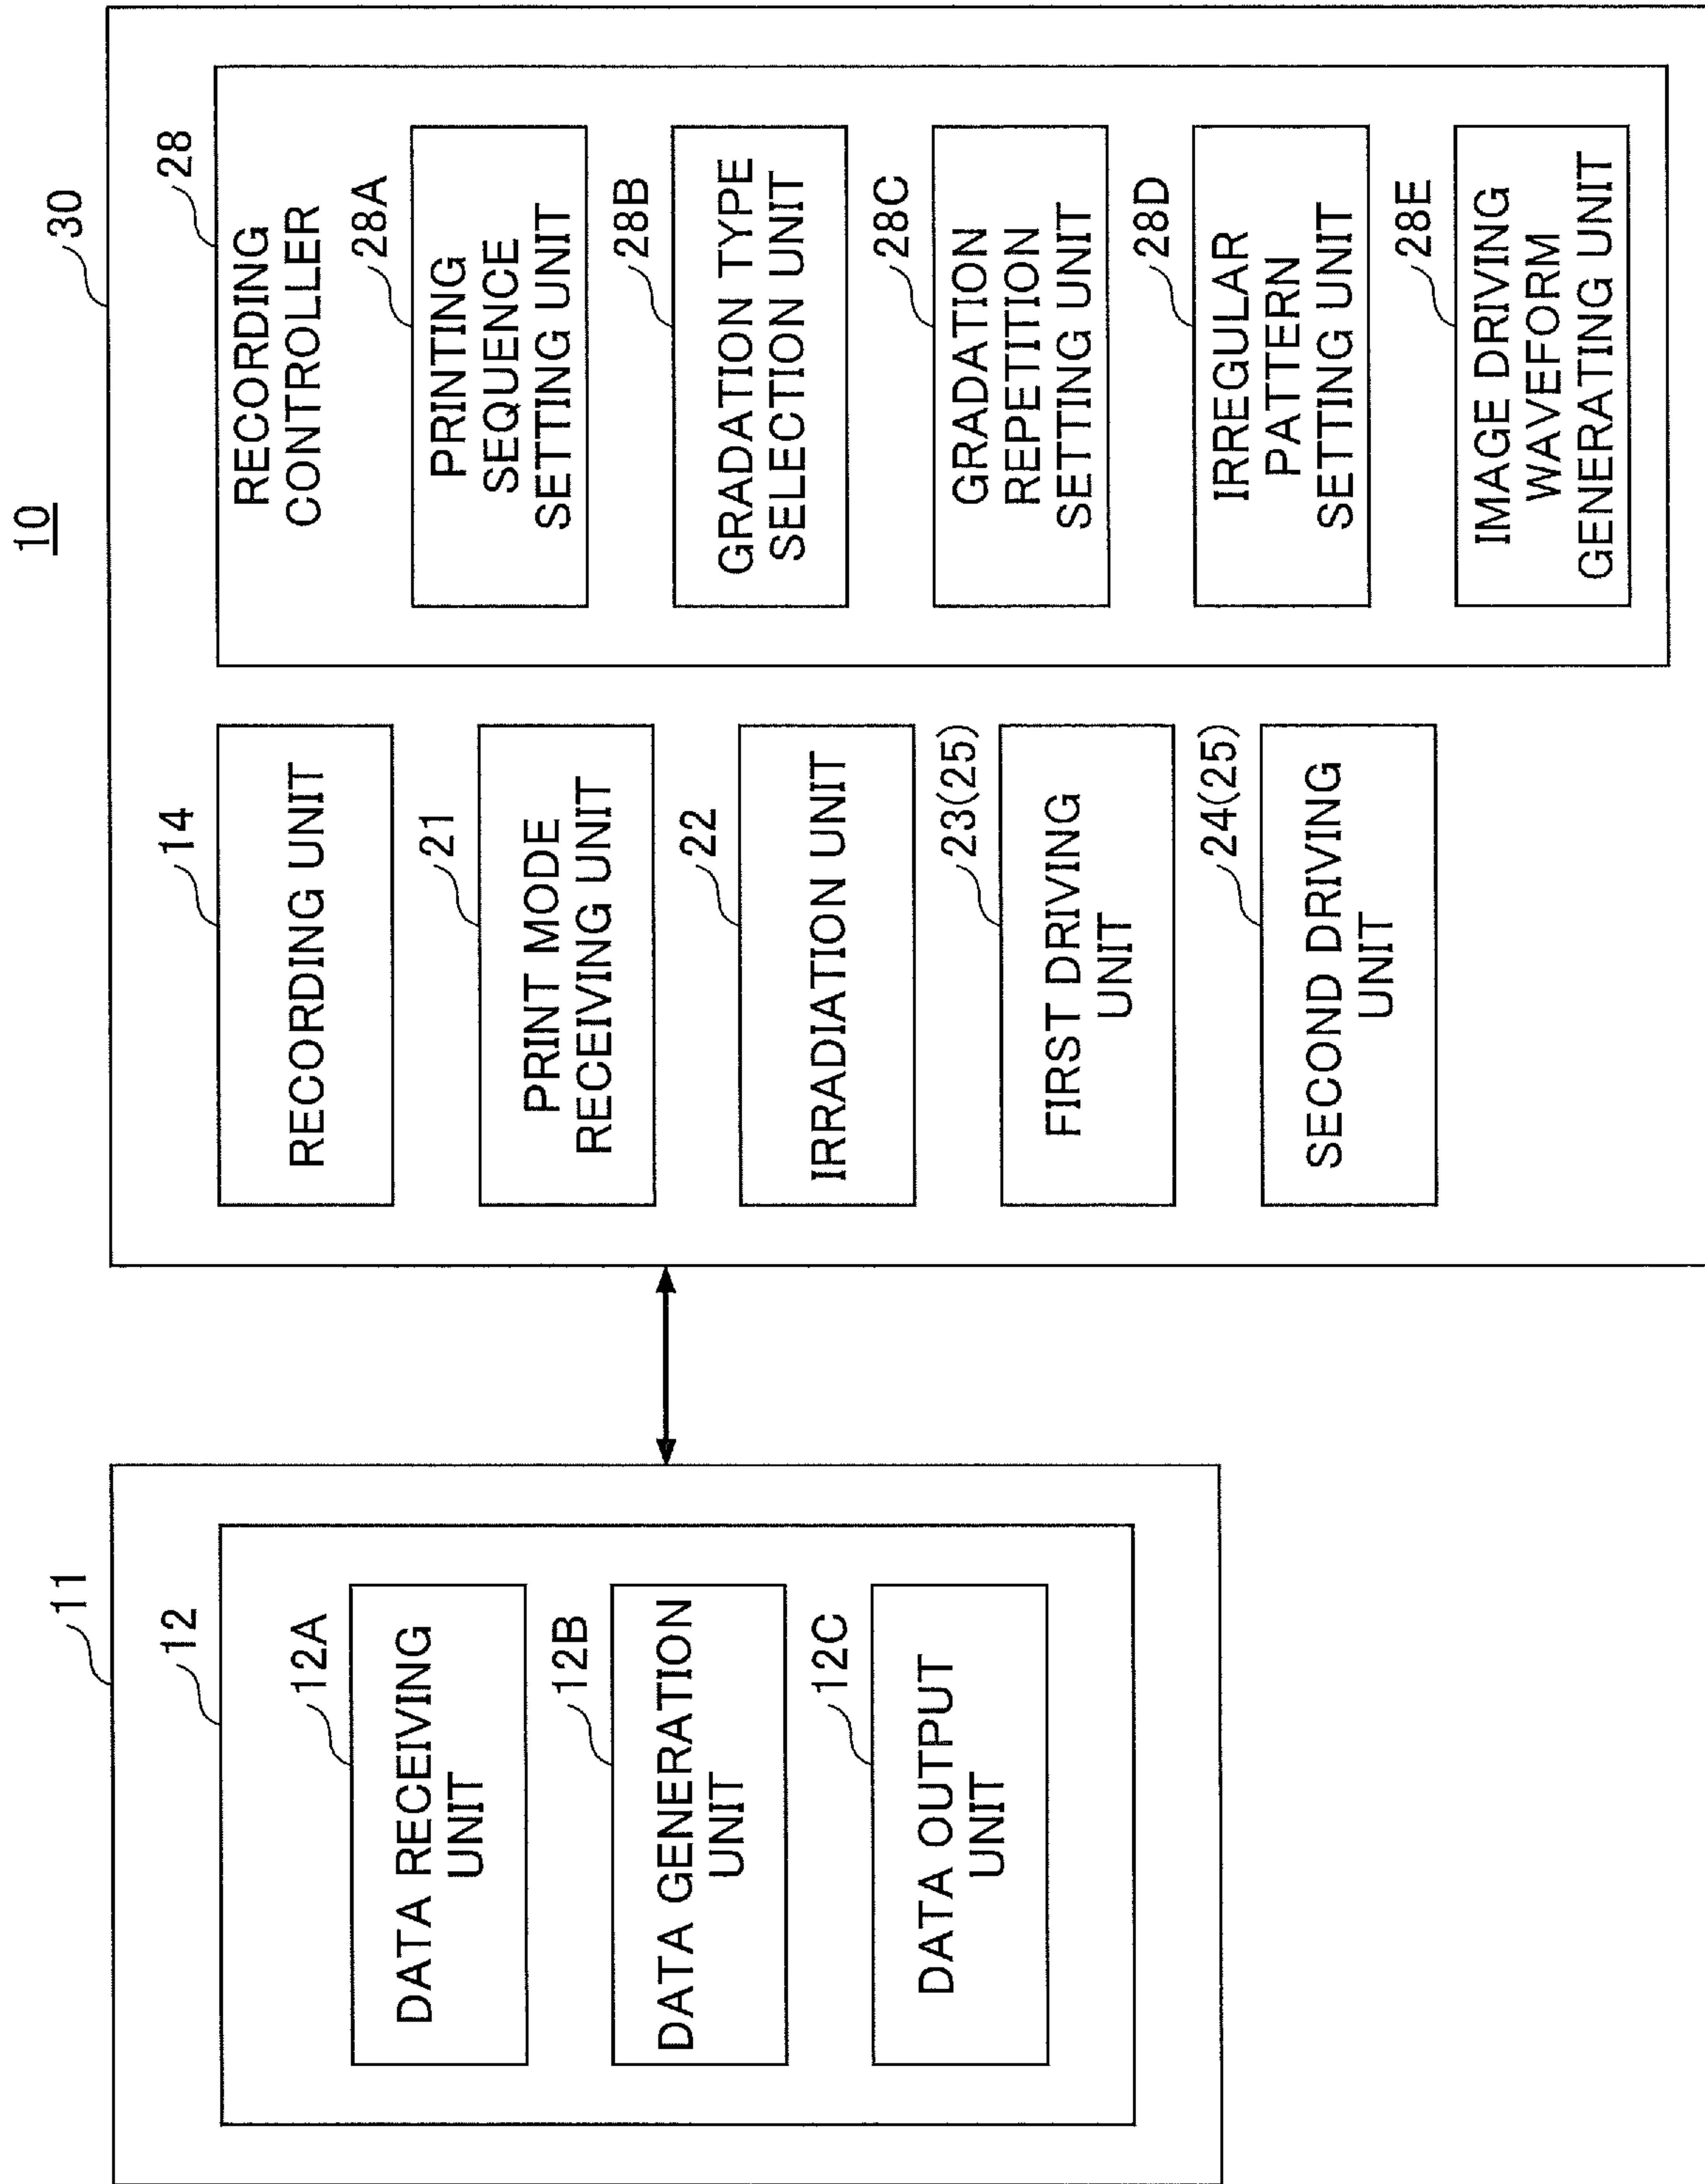 10
11
12
12A
DATA RECEIVING
UNIT
12B
DATA GENERATION
UNIT
12C
DATA OUTPUT
UNIT
30
14
RECORDING UNIT
21
PRINT MODE
RECEIVING UNIT
22
IRRADIATION UNIT
23(25)
FIRST DRIVING
UNIT
24(25)
SECOND DRIVING
UNIT
28
RECORDING
CONTROLLER
28A
PRINTING
SEQUENCE
SETTING UNIT
28B
GRADATION TYPE
SELECTION UNIT
28C
GRADATION
REPETITION
SETTING UNIT
28D
IRREGULAR
PATTERN
SETTING UNIT
28E
IMAGE DRIVING
WAVEFORM
GENERATING UNIT